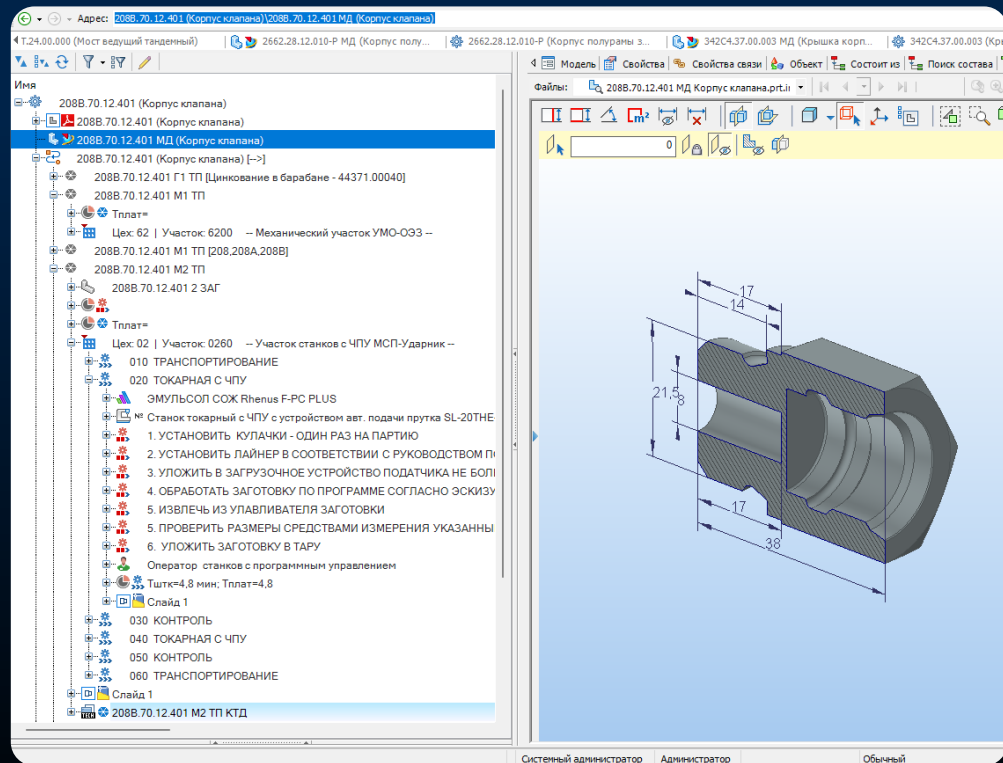 Адрес: 208В.70.12.401 (Корпус клапана)\208В.70.12.401 МД (Корпус клапана)
Т.24.00.000 (Мост ведущий тандемный) 2662.28.12.010-Р МД (Корпус полу... 2662.28.12.010-Р (Корпус полурамы з... 342С4.37.00.003 МД (Крышка корп... 342С4.37.00.003 (Кр
Модель Свойства Свойства связи Объект Состоит из Поиск состава
Имя
Файлы: 208В.70.12.401 МД Корпус клапана.prt.
0
208В.70.12.401 (Корпус клапана)
208В.70.12.401 (Корпус клапана)
208В.70.12.401 МД (Корпус клапана)
208В.70.12.401 (Корпус клапана) [-->]
208В.70.12.401 Г1 ТП [Цинкование в барабане - 44371.00040]
208В.70.12.401 М1 ТП
Тплат=
Цех: 62 | Участок: 6200 -- Механический участок УМО-ОЭЗ --
208В.70.12.401 М1 ТП [208,208А,208В]
208В.70.12.401 М2 ТП
208В.70.12.401 2 ЗАГ
Тплат=
Цех: 02 | Участок: 0260 -- Участок станков с ЧПУ МСП-Ударник --
010 ТРАНСПОРТИРОВАНИЕ
020 ТОКАРНАЯ С ЧПУ
ЭМУЛЬСОЛ СОЖ Rhenus F-PC PLUS
№ Станок токарный с ЧПУ с устройством авт. подачи прутка SL-20THE-
1. УСТАНОВИТЬ КУЛАЧКИ - ОДИН РАЗ НА ПАРТИЮ
2. УСТАНОВИТЬ ЛАЙНЕР В СООТВЕТСТВИИ С РУКОВОДСТВОМ
3. УЛОЖИТЬ В ЗАГРУЗОЧНОЕ УСТРОЙСТВО ПОДАТЧИКА НЕ
4. ОБРАБОТАТЬ ЗАГОТОВКУ ПО ПРОГРАММЕ СОГЛАСНО ЭСКИЗУ
5. ИЗВЛЕЧЬ ИЗ УЛАВЛИВАТЕЛЯ ЗАГОТОВКИ
5. ПРОВЕРИТЬ РАЗМЕРЫ СРЕДСТВАМИ ИЗМЕРЕНИЯ УКАЗАННЫ
6. УЛОЖИТЬ ЗАГОТОВКУ В ТАРУ
Оператор станков с программным управлением
Тштк=4,8 мин; Тплат=4,8
Слайд 1
030 КОНТРОЛЬ
040 ТОКАРНАЯ С ЧПУ
050 КОНТРОЛЬ
060 ТРАНСПОРТИРОВАНИЕ
Слайд 1
ТЕХН 208В.70.12.401 М2 ТП КТД
17
14
21,5
8
17
38
Системный администратор Администратор Обычный